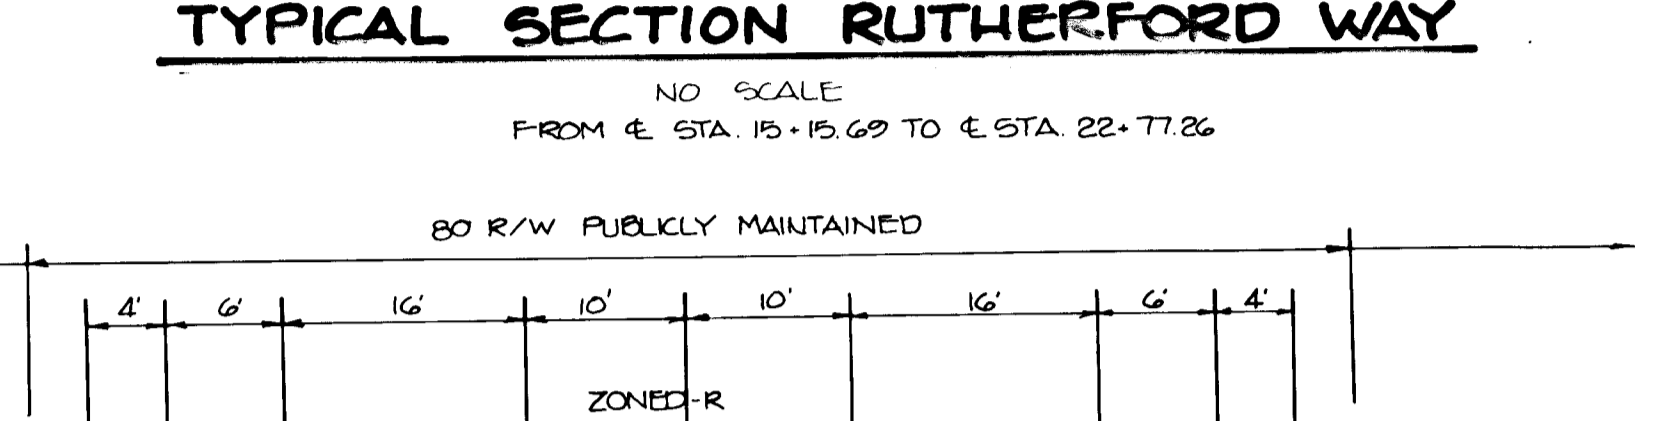 TYPICAL SECTION RUTHERFORD WAY
NO SCALE
FROM ℄ STA. 15+15.69 TO ℄ STA. 22+77.26
80 R/W PUBLICLY MAINTAINED
4' 6' 16' 10' 10' 16' 6' 4'
ZONED-R